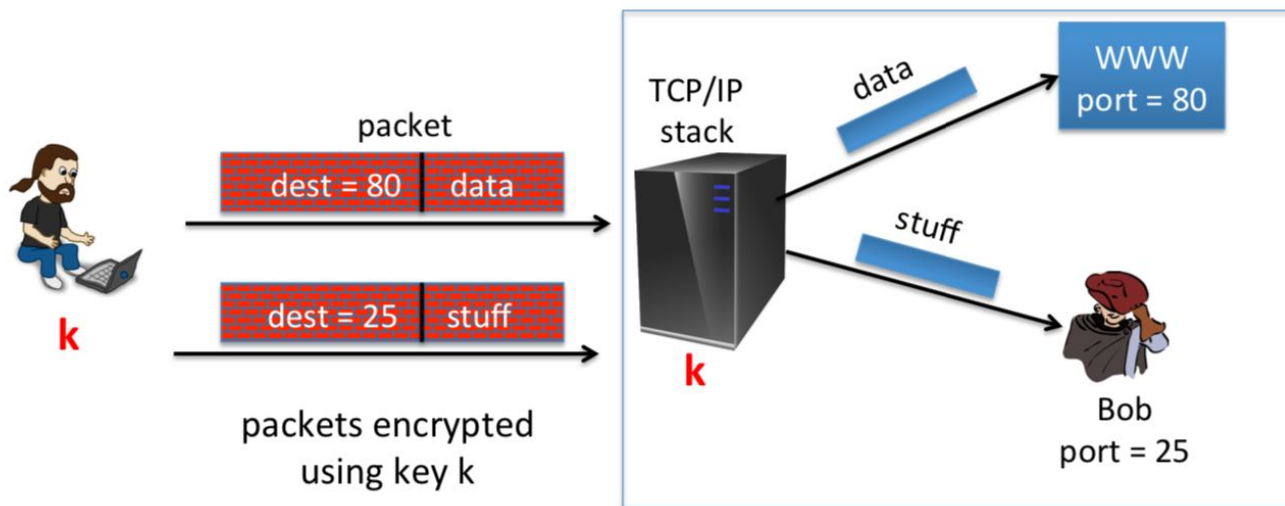 packet
dest = 80 data
k
dest = 25 stuff
packets encrypted
using key k
TCP/IP
stack
k
data
WWW
port = 80
stuff
Bob
port = 25